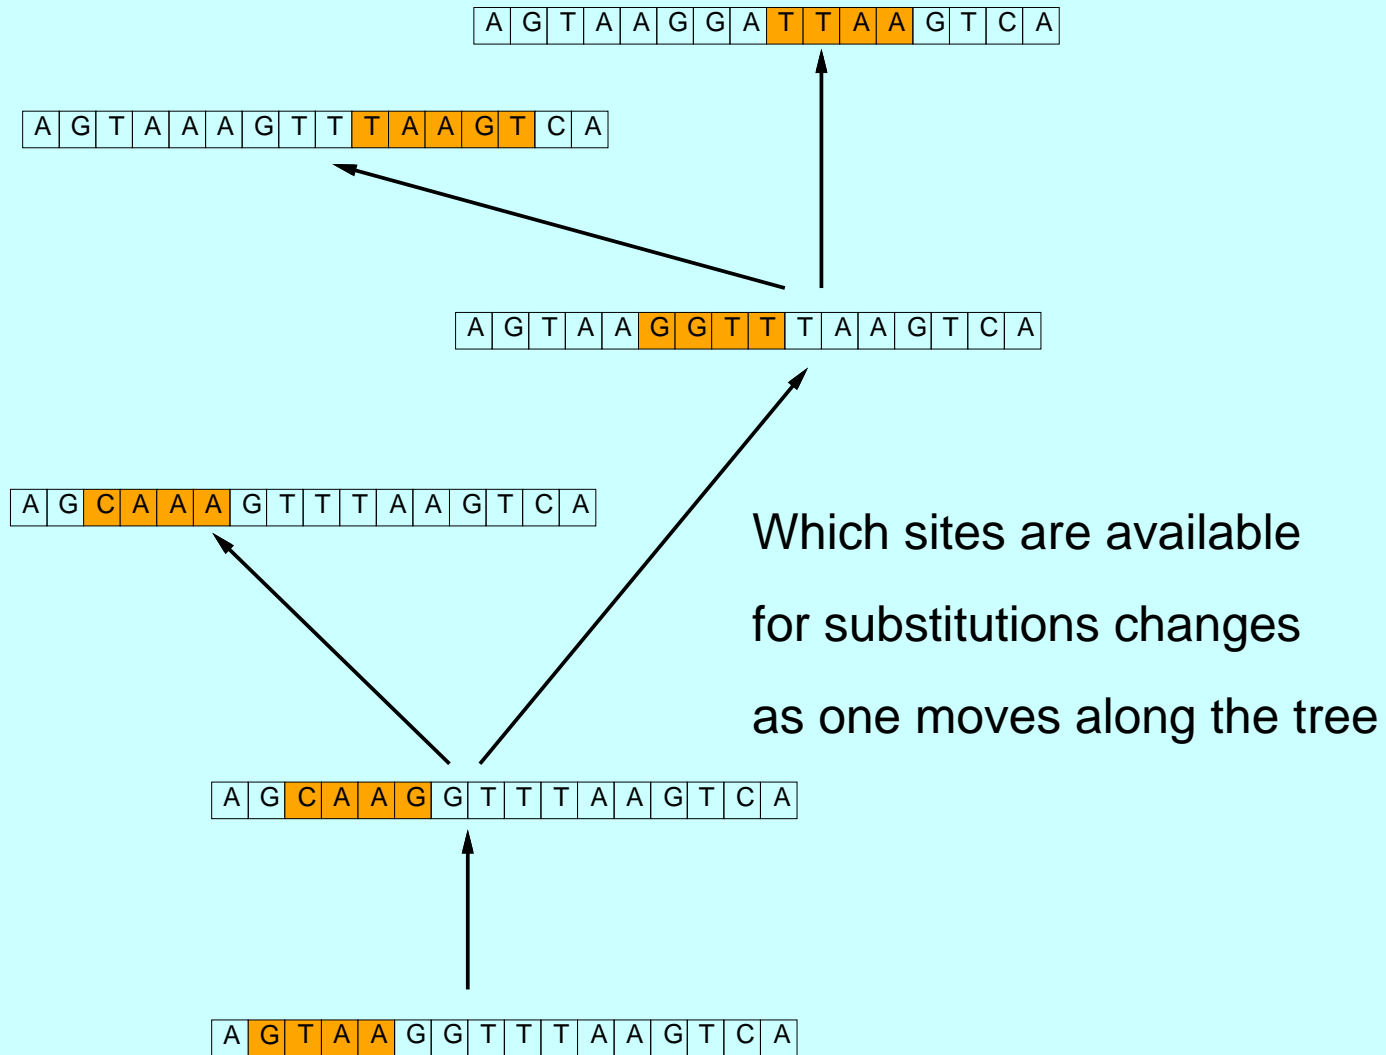 A G T A A G G A T T A A G T C A
A G T A A A G T T T A A G T C A
A G T A A G G T T T A A G T C A
A G C A A A G T T T A A G T C A
Which sites are available
for substitutions changes
as one moves along the tree
A G C A A G G T T T A A G T C A
A G T A A G G T T T A A G T C A